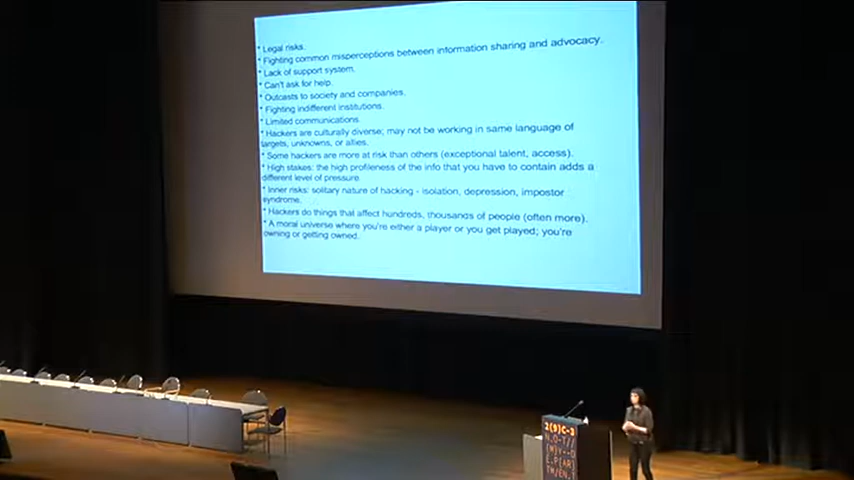 * Legal risks.
* Fighting common missperceptions between information sharing and advocacy.
* Lack of support system.
* Can't ask for help.
* Outcasts to society and companies.
* Fighting indifferent institutions.
* Limited communications.
* Hackers are culturally diverse; may not be working in same language of
targets, unknowns, or allies.
* Some hackers are more at risk than others (exceptional talent, access).
* High stakes: the high profileness of the info that you have to contain adds a
different level of pressure.
* Inner risks: solitary nature of hacking - isolation, depression, impostor
syndrome.
* Hackers do things that affect hundreds, thousands of people (often more).
* A moral universe where you're either a player or you get played; you're
owning or getting owned.
2(9)C-3
N.O-T/